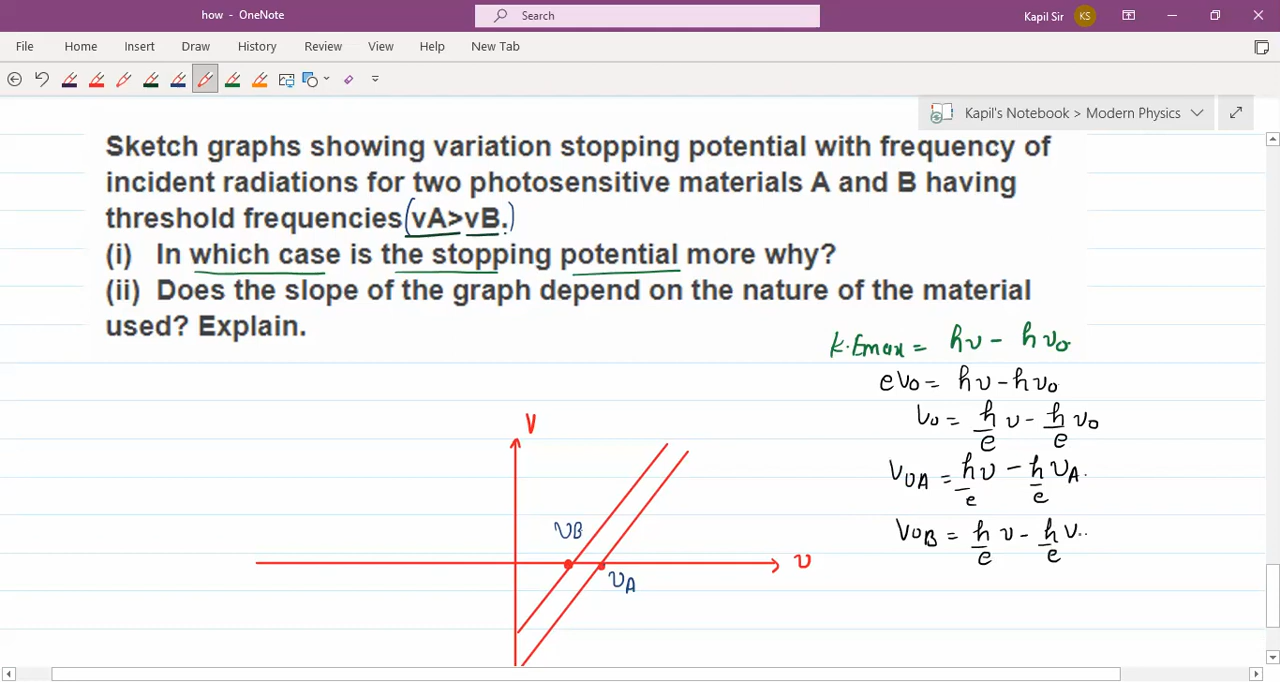 how - OneNote
Search
Kapil Sir
KS
File Home Insert Draw History Review View Help New Tab
Kapil's Notebook > Modern Physics
Sketch graphs showing variation stopping potential with frequency of
incident radiations for two photosensitive materials A and B having
threshold frequencies (vA>vB.)
(i) In which case is the stopping potential more why?
(ii) Does the slope of the graph depend on the nature of the material
used? Explain.
K.Emax = hν - hν₀
eV₀ = hν - hν₀
V₀ = h/e ν - h/e ν₀
V₀A = h/e ν - h/e νA.
V₀B = h/e ν - h/e ν..
V
νB
ν
νA